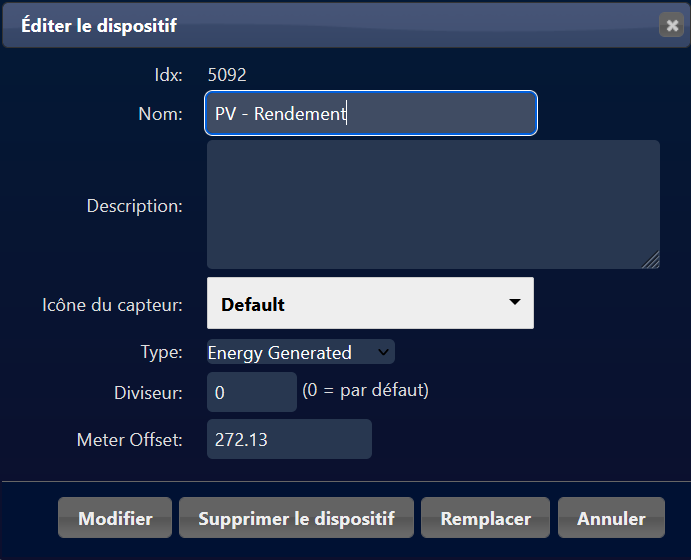 Éditer le dispositif
Idx: 5092
Nom: PV - Rendement
Description:
Icône du capteur: Default
Type: Energy Generated
Diviseur: 0 (0 = par défaut)
Meter Offset: 272.13
Modifier Supprimer le dispositif Remplacer Annuler